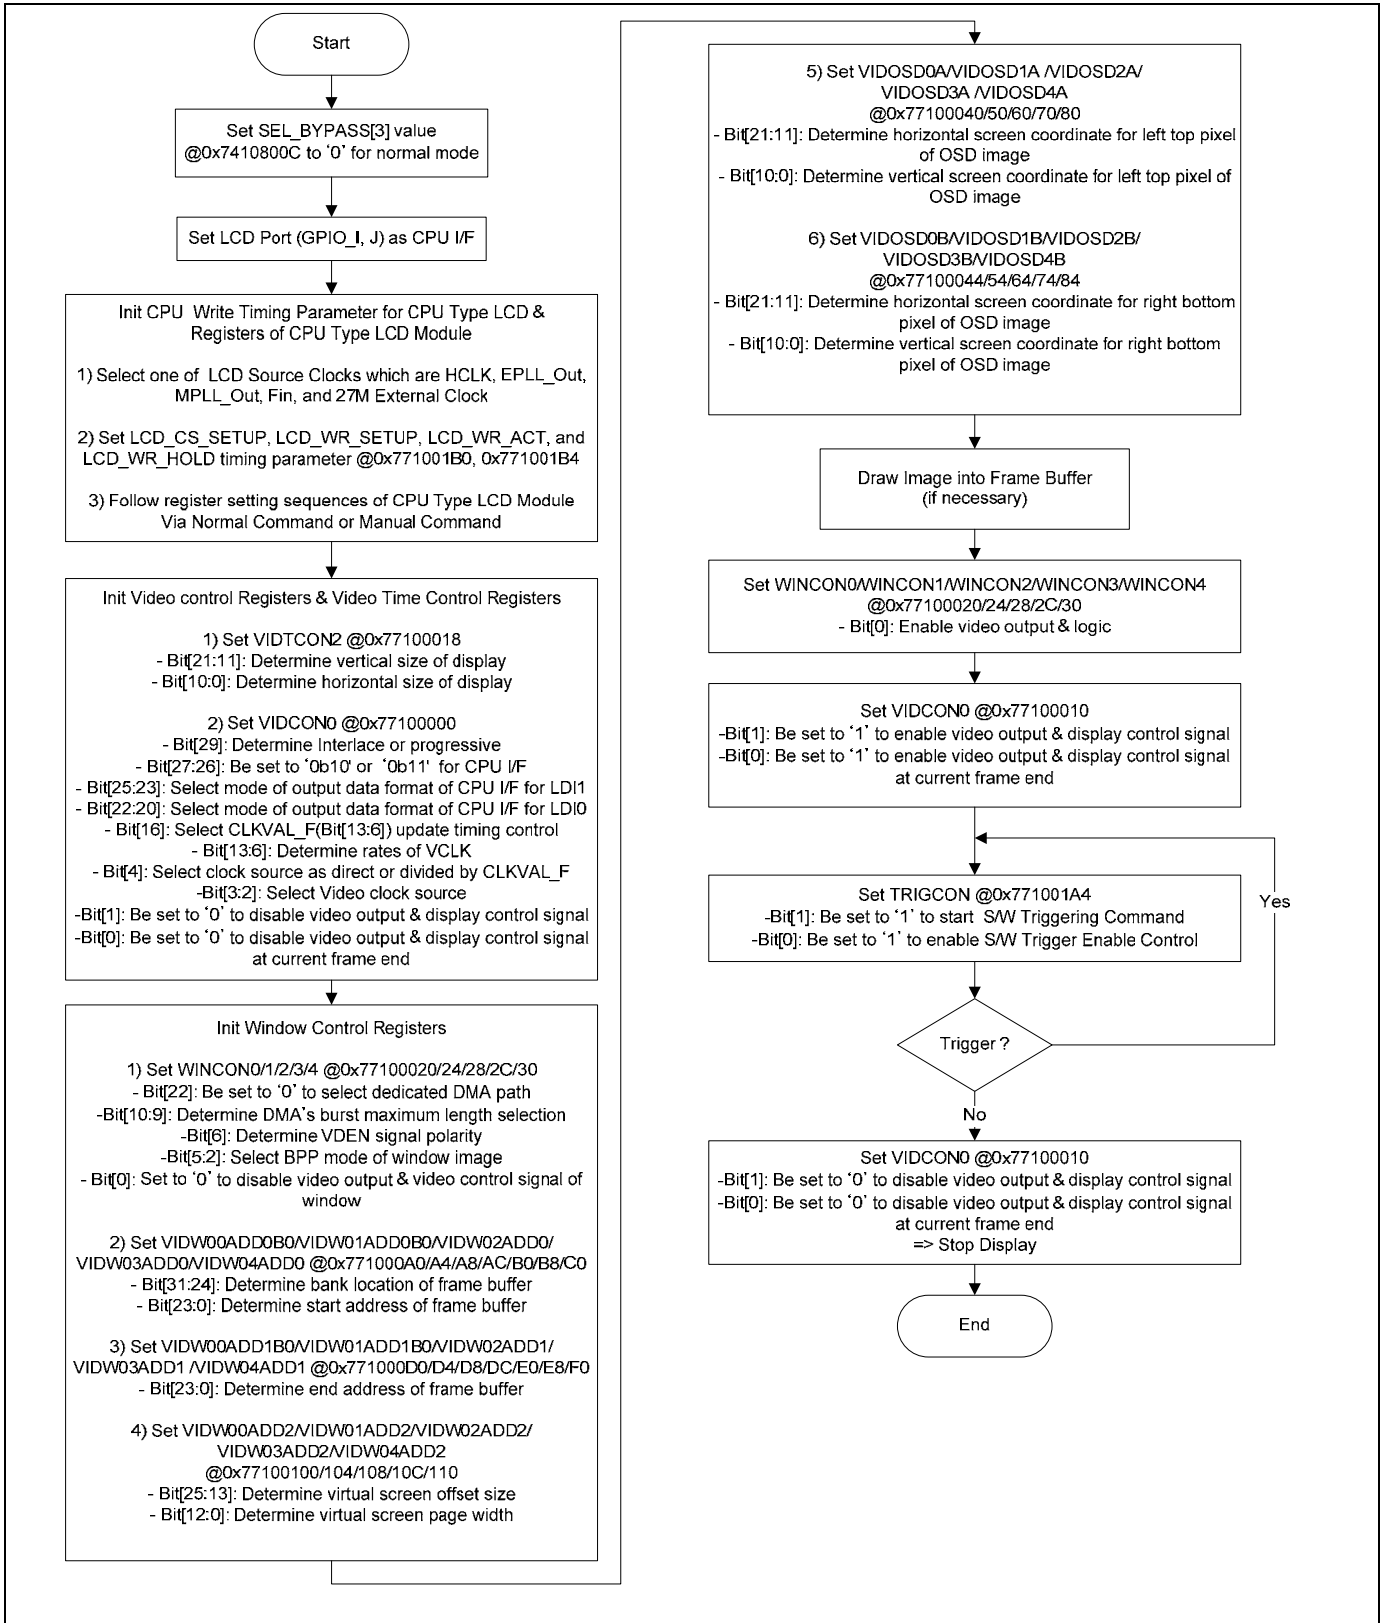 Start
Set SEL_BYPASS[3] value
@0x7410800C to ‘0’ for normal mode
Set LCD Port (GPIO_I, J) as CPU I/F
Init CPU Write Timing Parameter for CPU Type LCD &
Registers of CPU Type LCD Module
1) Select one of LCD Source Clocks which are HCLK, EPLL_Out,
MPLL_Out, Fin, and 27M External Clock
2) Set LCD_CS_SETUP, LCD_WR_SETUP, LCD_WR_ACT, and
LCD_WR_HOLD timing parameter @0x771001B0, 0x771001B4
3) Follow register setting sequences of CPU Type LCD Module
Via Normal Command or Manual Command
Init Video control Registers & Video Time Control Registers
1) Set VIDTCON2 @0x77100018
- Bit[21:11]: Determine vertical size of display
- Bit[10:0]: Determine horizontal size of display
2) Set VIDCON0 @0x77100000
- Bit[29]: Determine Interlace or progressive
- Bit[27:26]: Be set to ‘0b10' or ‘0b11' for CPU I/F
- Bit[25:23]: Select mode of output data format of CPU I/F for LDI1
- Bit[22:20]: Select mode of output data format of CPU I/F for LDI0
- Bit[16]: Select CLKVAL_F(Bit[13:6]) update timing control
- Bit[13:6]: Determine rates of VCLK
- Bit[4]: Select clock source as direct or divided by CLKVAL_F
-Bit[3:2]: Select Video clock source
-Bit[1]: Be set to ‘0’ to disable video output & display control signal
-Bit[0]: Be set to ‘0’ to disable video output & display control signal
at current frame end
Init Window Control Registers
1) Set WINCON0/1/2/3/4 @0x77100020/24/28/2C/30
- Bit[22]: Be set to ‘0’ to select dedicated DMA path
-Bit[10:9]: Determine DMA’s burst maximum length selection
-Bit[6]: Determine VDEN signal polarity
-Bit[5:2]: Select BPP mode of window image
- Bit[0]: Set to ‘0’ to disable video output & video control signal of
window
2) Set VIDW00ADD0B0/VIDW01ADD0B0/VIDW02ADD0/
VIDW03ADD0/VIDW04ADD0 @0x771000A0/A4/A8/AC/B0/B8/C0
- Bit[31:24]: Determine bank location of frame buffer
- Bit[23:0]: Determine start address of frame buffer
3) Set VIDW00ADD1B0/VIDW01ADD1B0/VIDW02ADD1/
VIDW03ADD1 /VIDW04ADD1 @0x771000D0/D4/D8/DC/E0/E8/F0
- Bit[23:0]: Determine end address of frame buffer
4) Set VIDW00ADD2/VIDW01ADD2/VIDW02ADD2/
VIDW03ADD2/VIDW04ADD2
@0x77100100/104/108/10C/110
- Bit[25:13]: Determine virtual screen offset size
- Bit[12:0]: Determine virtual screen page width
5) Set VIDOSD0A/VIDOSD1A /VIDOSD2A/
VIDOSD3A /VIDOSD4A
@0x77100040/50/60/70/80
- Bit[21:11]: Determine horizontal screen coordinate for left top pixel
of OSD image
- Bit[10:0]: Determine vertical screen coordinate for left top pixel of
OSD image
6) Set VIDOSD0B/VIDOSD1B/VIDOSD2B/
VIDOSD3B/VIDOSD4B
@0x77100044/54/64/74/84
- Bit[21:11]: Determine horizontal screen coordinate for right bottom
pixel of OSD image
- Bit[10:0]: Determine vertical screen coordinate for right bottom
pixel of OSD image
Draw Image into Frame Buffer
(if necessary)
Set WINCON0/WINCON1/WINCON2/WINCON3/WINCON4
@0x77100020/24/28/2C/30
- Bit[0]: Enable video output & logic
Set VIDCON0 @0x77100010
-Bit[1]: Be set to ‘1’ to enable video output & display control signal
-Bit[0]: Be set to ‘1’ to enable video output & display control signal
at current frame end
Set TRIGCON @0x771001A4
-Bit[1]: Be set to ‘1’ to start S/W Triggering Command
-Bit[0]: Be set to ‘1’ to enable S/W Trigger Enable Control
Yes
Trigger ?
No
Set VIDCON0 @0x77100010
-Bit[1]: Be set to ‘0’ to disable video output & display control signal
-Bit[0]: Be set to ‘0’ to disable video output & display control signal
at current frame end
=> Stop Display
End